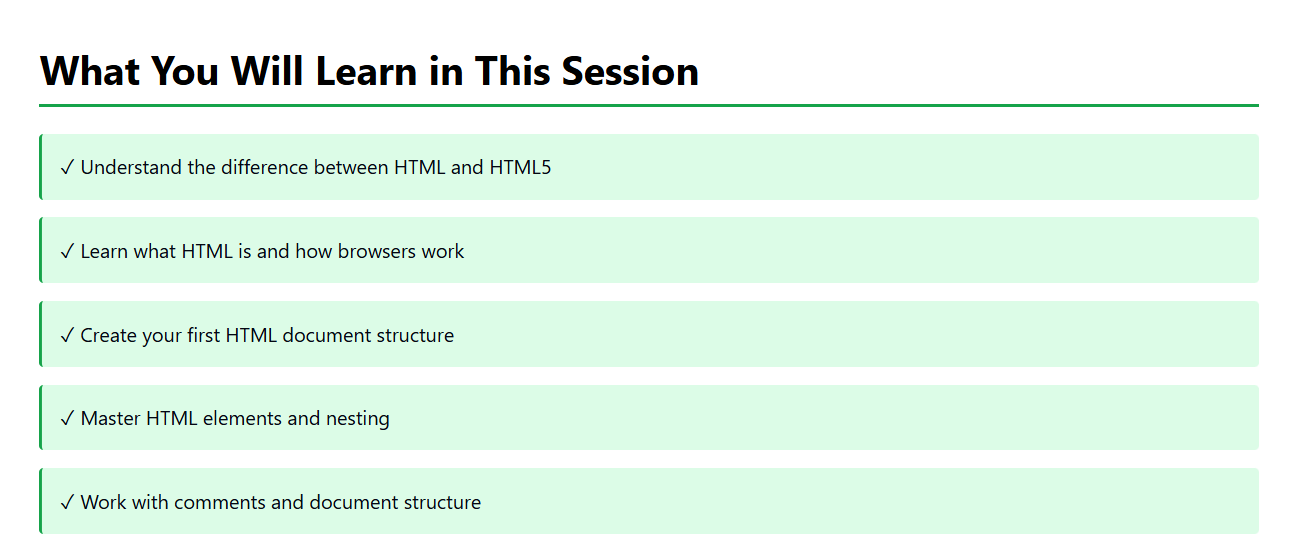 What You Will Learn in This Session
✓ Understand the difference between HTML and HTML5
✓ Learn what HTML is and how browsers work
✓ Create your first HTML document structure
✓ Master HTML elements and nesting
✓ Work with comments and document structure